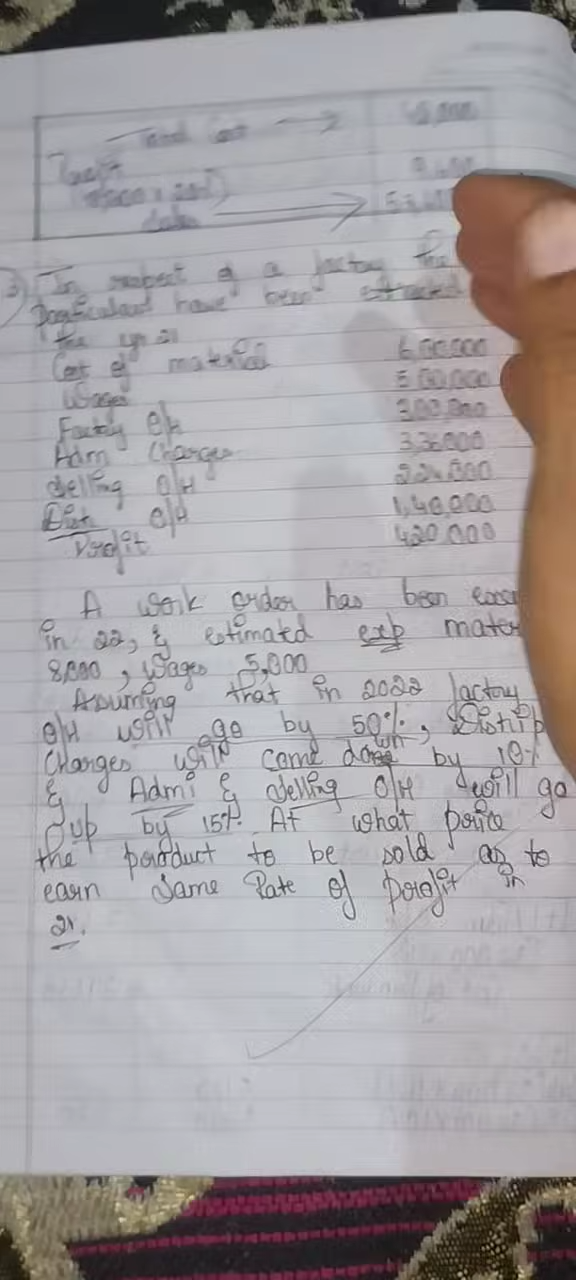 Total Cost →
Profit
Sales →
3) In respect of a factory the
particulars have been extracted
the yr 21
Cost of material 6,00,000
Wages 5,00,000
Factory O/H 3,00,000
Adm Charges 3,36,000
Selling O/H 2,24,000
Dist O/H 1,40,000
Profit 4,20,000
A work order has been
in 22, & estimated exp mater
8,000, Wages 5,000
Assuming that in 2022 factory
O/H will go by 50%, Distrib
Charges will come down by 10%
& Admi & Selling O/H will go
up by 15%. At what price
the product to be sold as to
earn Same Rate of profit in
21.